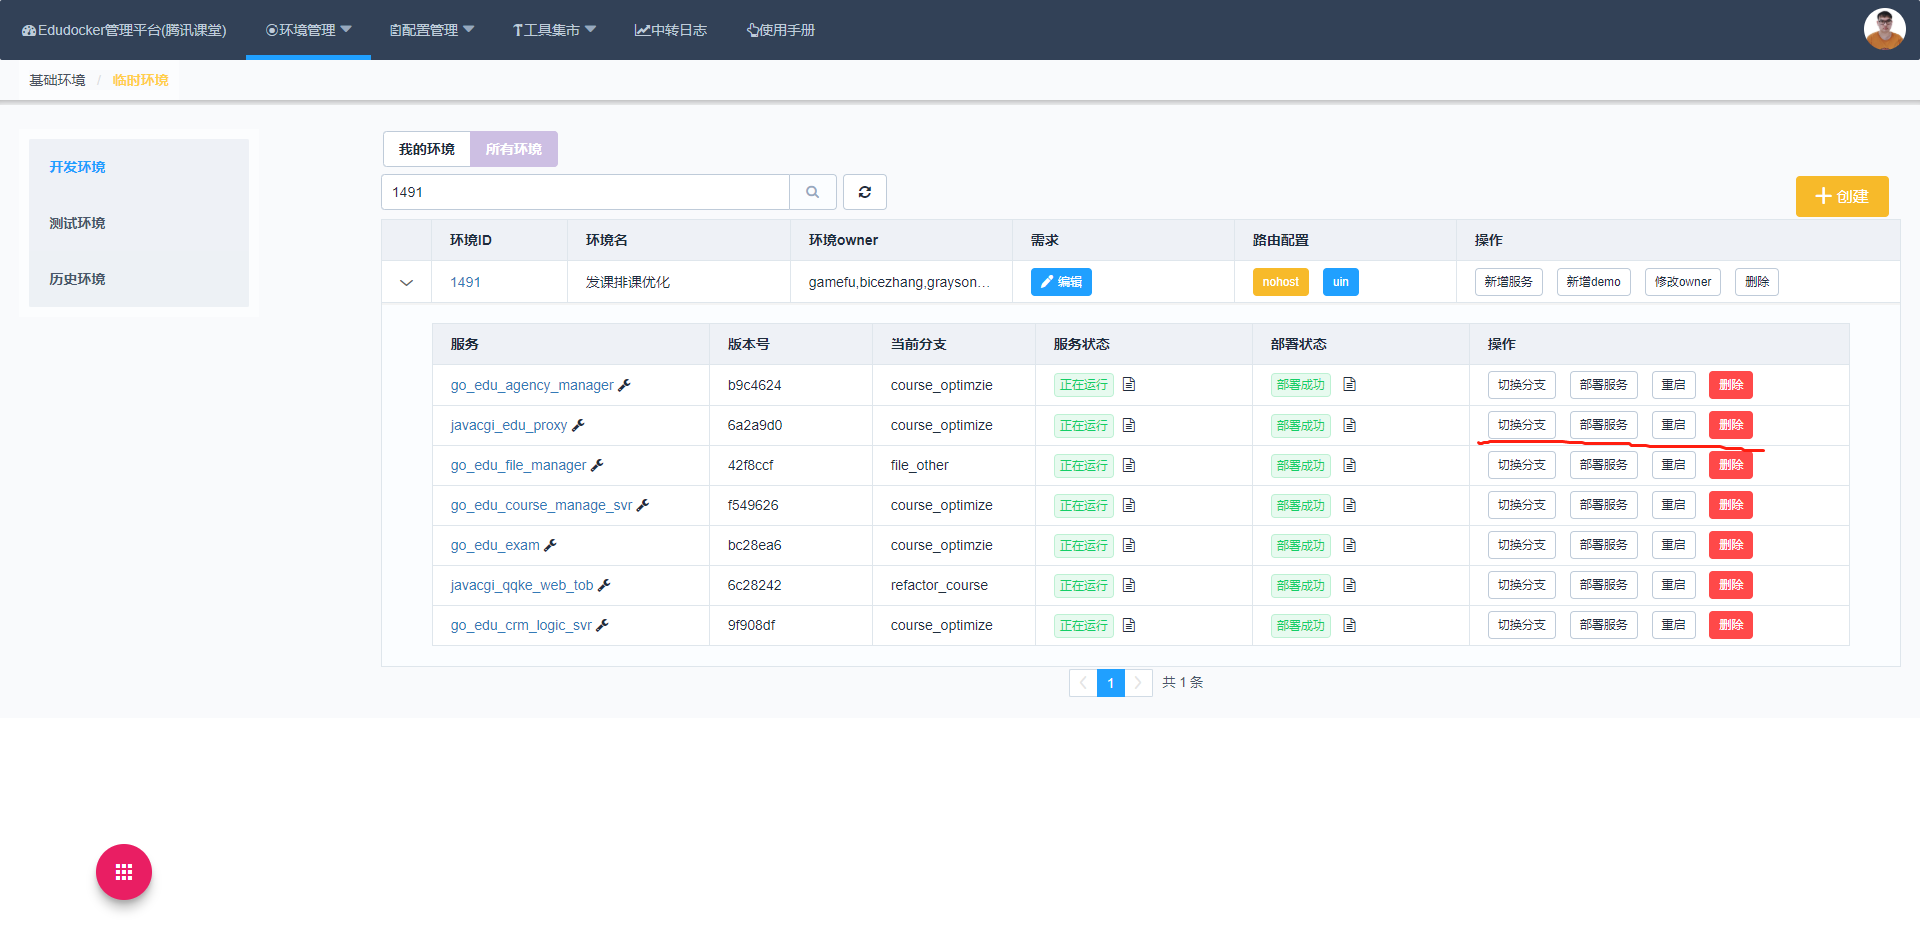 Edudocker管理平台(腾讯课堂) 环境管理 配置管理 工具集市 中转日志 使用手册
基础环境 / 临时环境
开发环境
测试环境
历史环境
我的环境 所有环境
1491
创建
环境ID 环境名 环境owner 需求 路由配置 操作
1491 发课排课优化 gamefu,bicezhang,grayson... 编辑 nohost uin 新增服务 新增demo 修改owner 删除
服务 版本号 当前分支 服务状态 部署状态 操作
go_edu_agency_manager b9c4624 course_optimzie 正在运行 部署成功 切换分支 部署服务 重启 删除
javacgi_edu_proxy 6a2a9d0 course_optimize 正在运行 部署成功 切换分支 部署服务 重启 删除
go_edu_file_manager 42f8ccf file_other 正在运行 部署成功 切换分支 部署服务 重启 删除
go_edu_course_manage_svr f549626 course_optimize 正在运行 部署成功 切换分支 部署服务 重启 删除
go_edu_exam bc28ea6 course_optimzie 正在运行 部署成功 切换分支 部署服务 重启 删除
javacgi_qqke_web_tob 6c28242 refactor_course 正在运行 部署成功 切换分支 部署服务 重启 删除
go_edu_crm_logic_svr 9f908df course_optimize 正在运行 部署成功 切换分支 部署服务 重启 删除
1 共 1 条